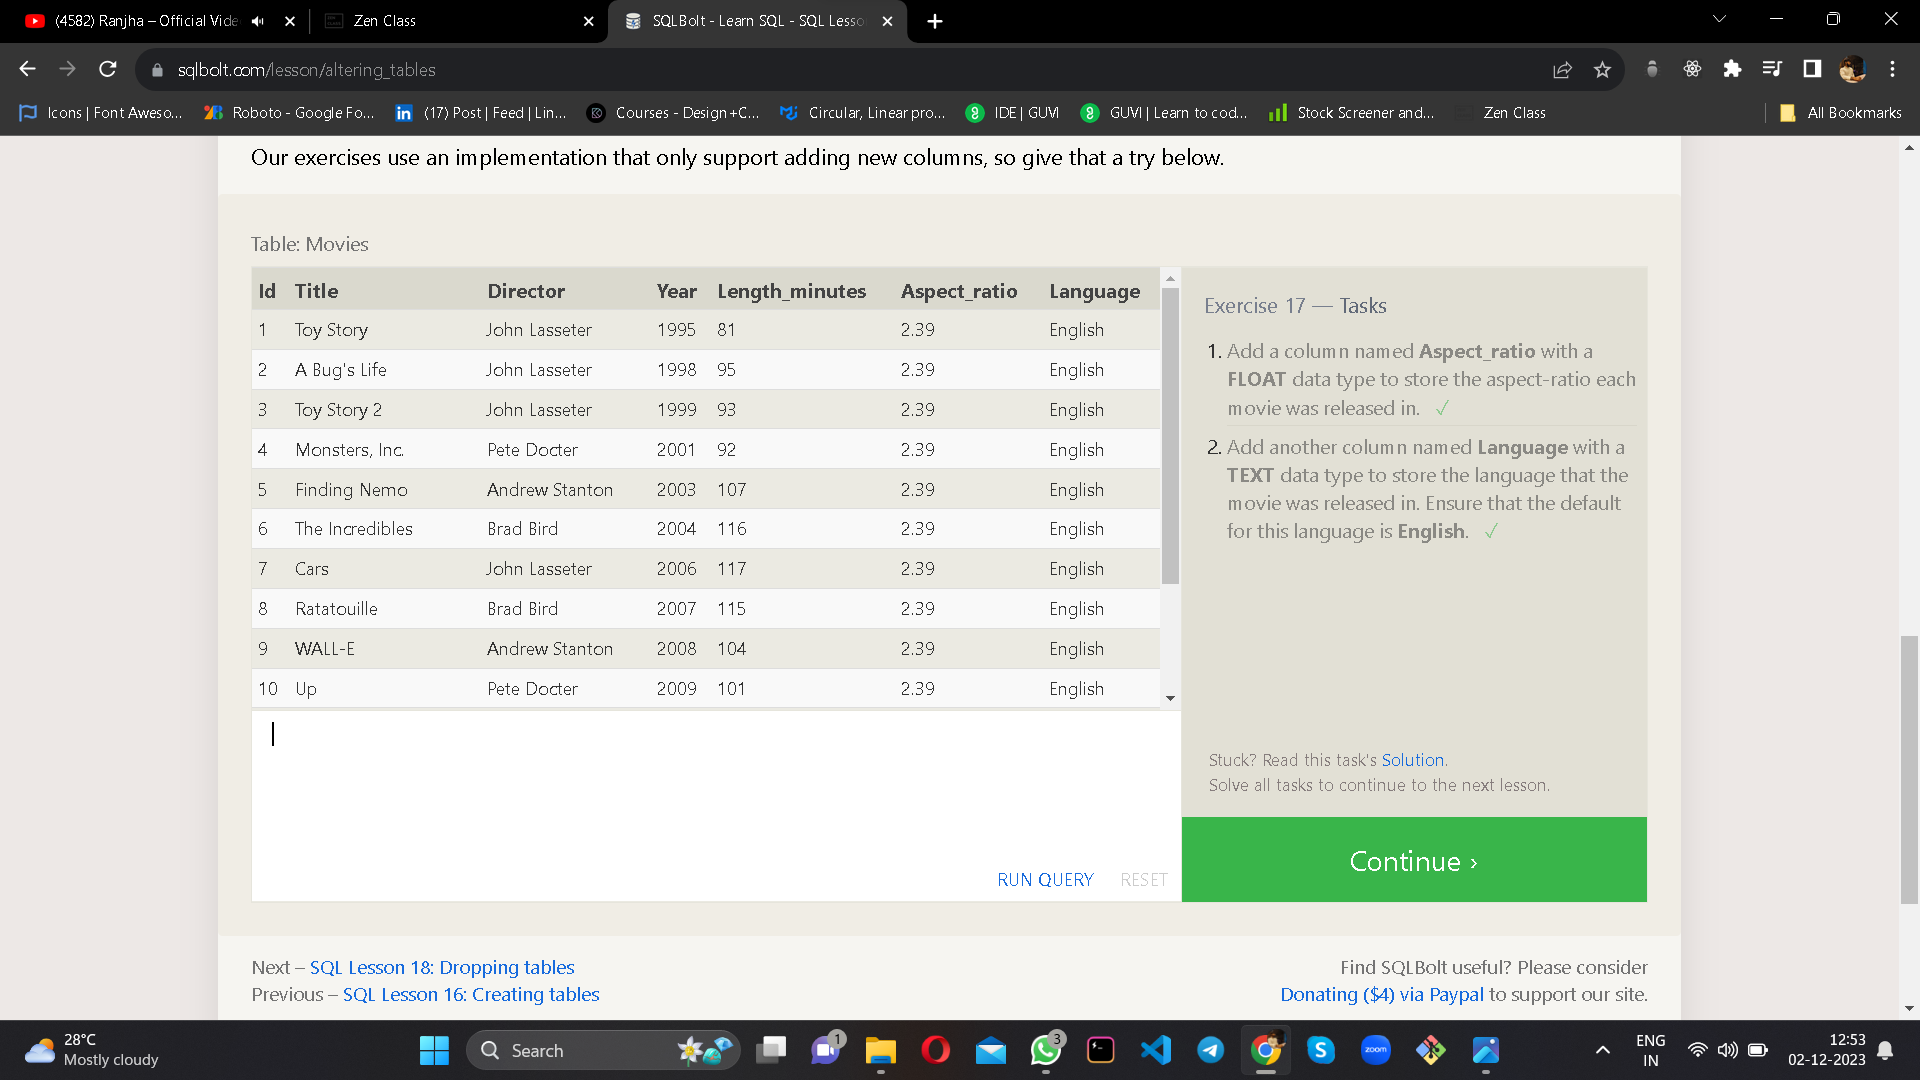 (4582) Ranjha – Official Vide
Zen Class
SQLBolt - Learn SQL - SQL Lesso
sqlbolt.com/lesson/altering_tables
Icons | Font Aweso...
Roboto - Google Fo...
(17) Post | Feed | Lin...
Courses - Design+C...
Circular, Linear pro...
IDE | GUVI
GUVI | Learn to cod...
Stock Screener and...
Zen Class
All Bookmarks
Our exercises use an implementation that only support adding new columns, so give that a try below.
Table: Movies
Id Title Director Year Length_minutes Aspect_ratio Language
1 Toy Story John Lasseter 1995 81 2.39 English
2 A Bug's Life John Lasseter 1998 95 2.39 English
3 Toy Story 2 John Lasseter 1999 93 2.39 English
4 Monsters, Inc. Pete Docter 2001 92 2.39 English
5 Finding Nemo Andrew Stanton 2003 107 2.39 English
6 The Incredibles Brad Bird 2004 116 2.39 English
7 Cars John Lasseter 2006 117 2.39 English
8 Ratatouille Brad Bird 2007 115 2.39 English
9 WALL-E Andrew Stanton 2008 104 2.39 English
10 Up Pete Docter 2009 101 2.39 English
RUN QUERY RESET
Exercise 17 — Tasks
1. Add a column named Aspect_ratio with a
FLOAT data type to store the aspect-ratio each
movie was released in. ✓
2. Add another column named Language with a
TEXT data type to store the language that the
movie was released in. Ensure that the default
for this language is English. ✓
Stuck? Read this task's Solution.
Solve all tasks to continue to the next lesson.
Continue ›
Next – SQL Lesson 18: Dropping tables
Previous – SQL Lesson 16: Creating tables
Find SQLBolt useful? Please consider
Donating ($4) via Paypal to support our site.
28°C
Mostly cloudy
Search
1
3
zoom
ENG
IN
12:53
02-12-2023